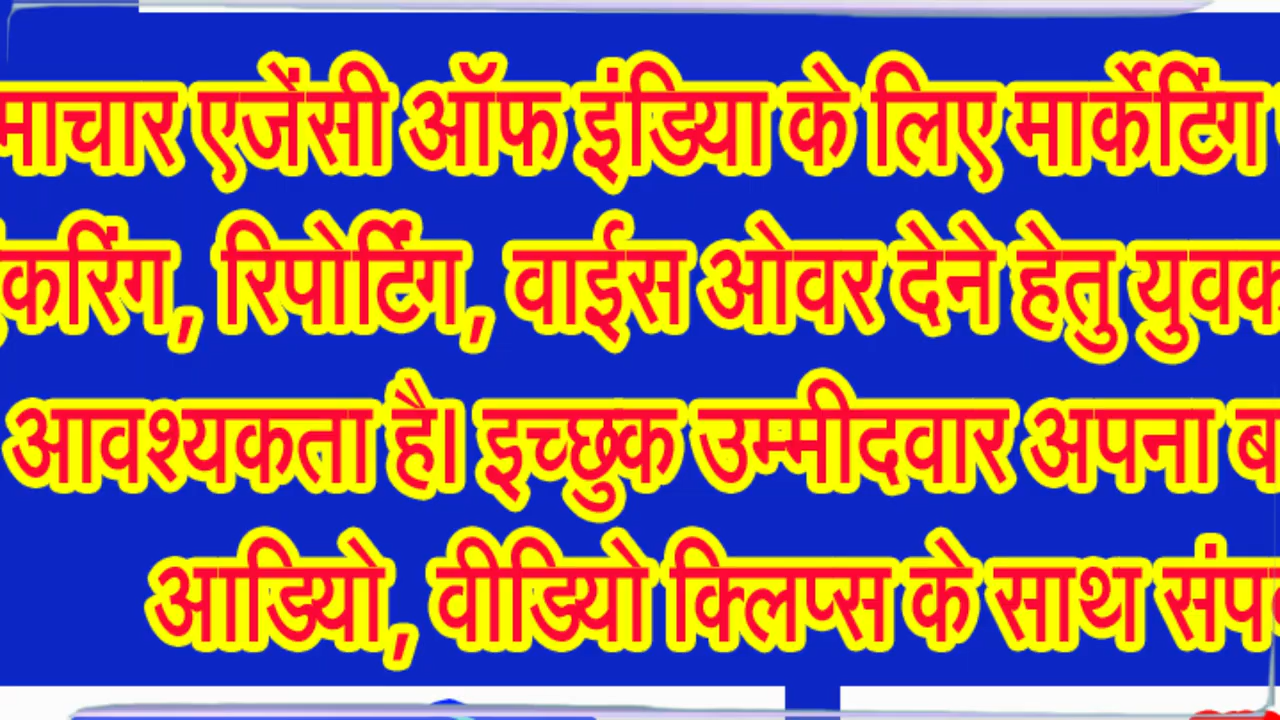 माचार एजेंसी ऑफ इंडिया के लिए मार्केटिंग
करिंग, रिपोर्टिंग, वाईस ओवर देने हेतु युवक
आवश्यकता है। इच्छुक उम्मीदवार अपना ब
आडियो, वीडियो क्लिप्स के साथ संप